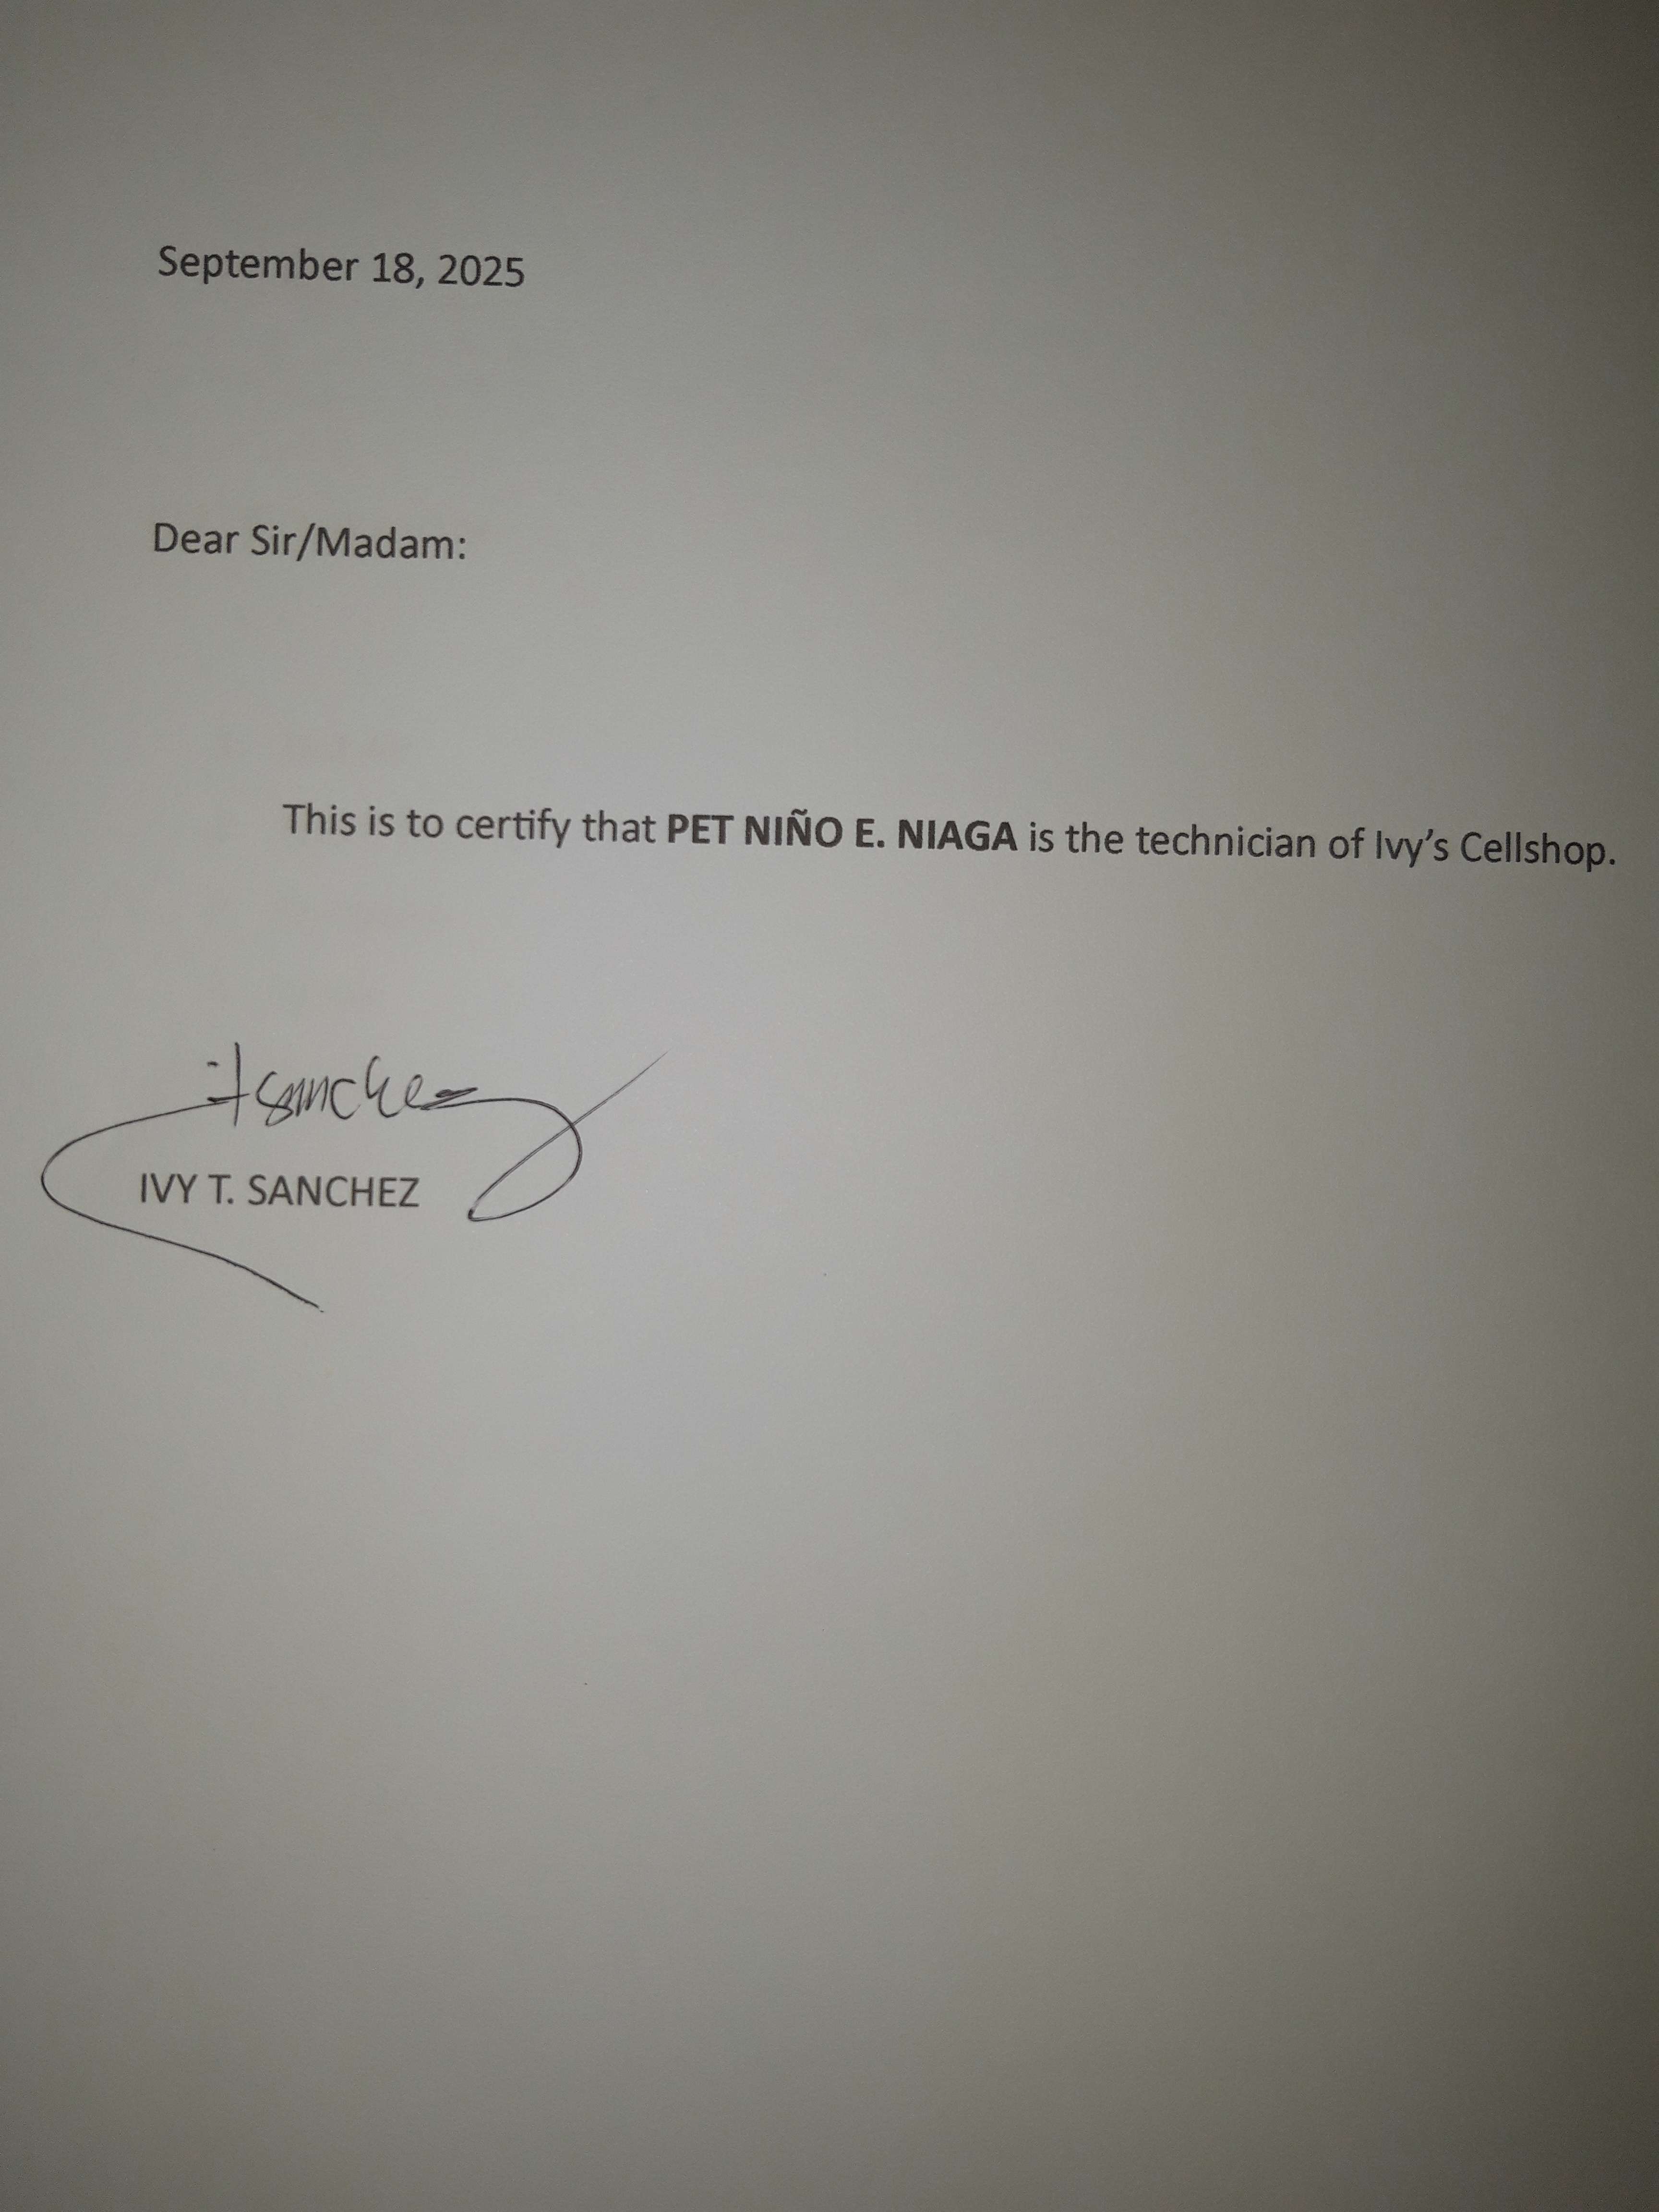 September 18, 2025
Dear Sir/Madam:
This is to certify that PET NIÑO E. NIAGA is the technician of Ivy's Cellshop.
itsanchez
IVY T. SANCHEZ